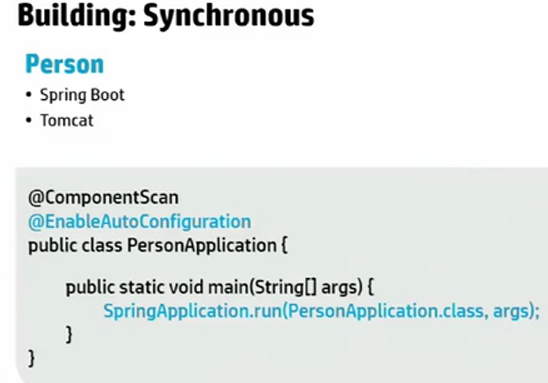 Building: Synchronous
Person
• Spring Boot
• Tomcat
@ComponentScan
@EnableAutoConfiguration
public class PersonApplication {
public static void main(String[] args) {
SpringApplication.run(PersonApplication.class, args);
}
}